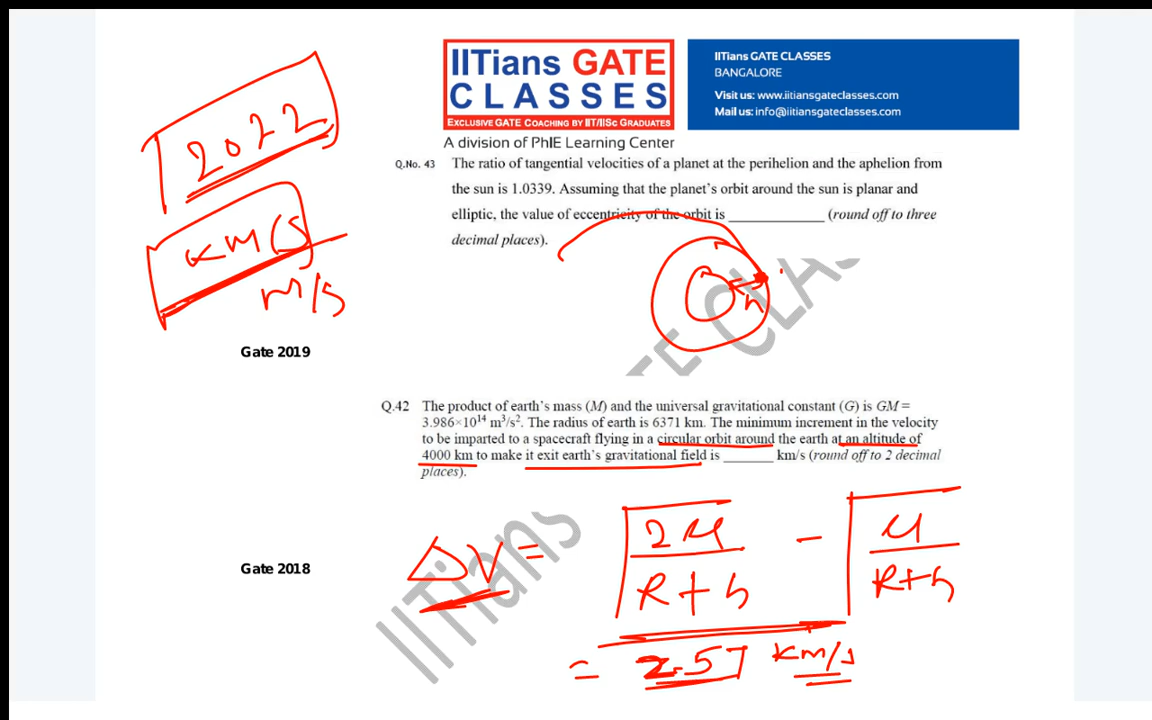 IITians GATE
CLASSES
EXCLUSIVE GATE COACHING BY IIT/IISc GRADUATES
A division of PhIE Learning Center
IITians GATE CLASSES
BANGALORE
Visit us: www.iitiansgateclasses.com
Mail us: info@iitiansgateclasses.com
2022
KM/S
M/S
Q.No. 43 The ratio of tangential velocities of a planet at the perihelion and the aphelion from
the sun is 1.0339. Assuming that the planet's orbit around the sun is planar and
elliptic, the value of eccentricity of the orbit is ____________ (round off to three
decimal places).
h
E CLAS
Gate 2019
Q.42 The product of earth's mass (M) and the universal gravitational constant (G) is GM =
3.986×10¹⁴ m³/s². The radius of earth is 6371 km. The minimum increment in the velocity
to be imparted to a spacecraft flying in a circular orbit around the earth at an altitude of
4000 km to make it exit earth's gravitational field is _______ km/s (round off to 2 decimal
places).
IITians
Gate 2018
ΔV = √(2μ/(R+h)) - √(μ/(R+h))
= 2.57 KM/s